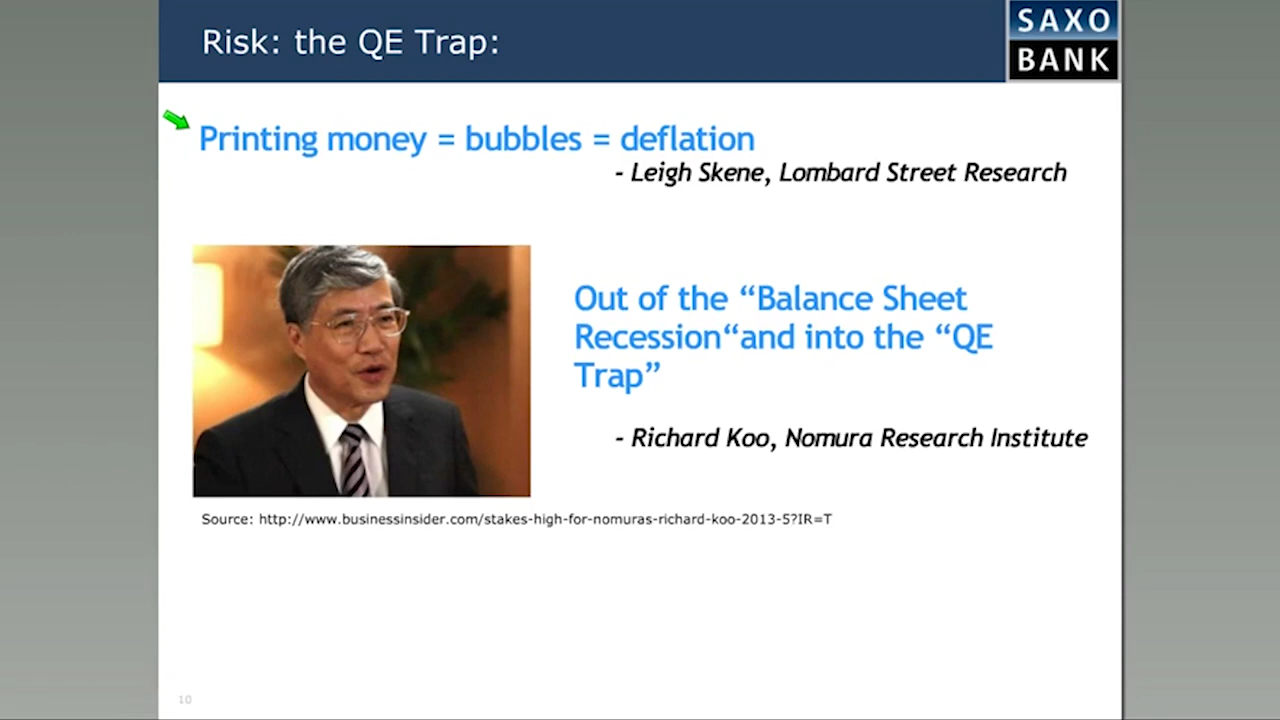 Risk: the QE Trap:
SAXO
BANK
Printing money = bubbles = deflation
- Leigh Skene, Lombard Street Research
Out of the “Balance Sheet
Recession“and into the “QE
Trap”
- Richard Koo, Nomura Research Institute
Source: http://www.businessinsider.com/stakes-high-for-nomuras-richard-koo-2013-5?IR=T
10